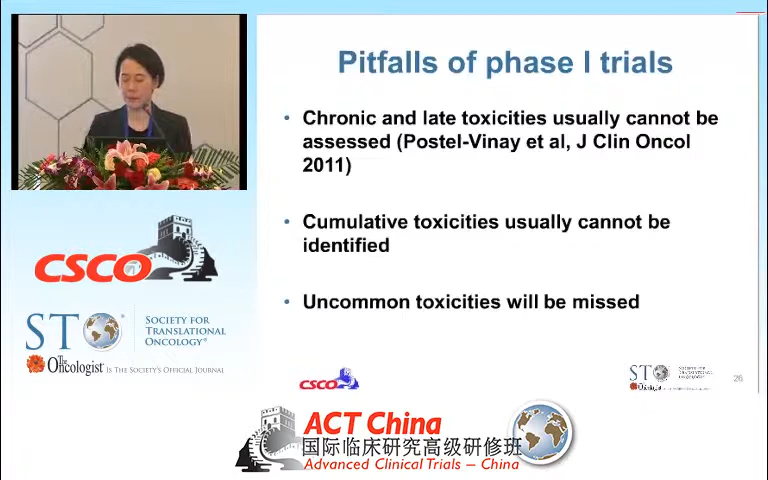 Pitfalls of phase I trials
• Chronic and late toxicities usually cannot be
assessed (Postel-Vinay et al, J Clin Oncol
2011)
• Cumulative toxicities usually cannot be
identified
• Uncommon toxicities will be missed
CSCO
STO
SOCIETY FOR
TRANSLATIONAL
ONCOLOGY®
The Oncologist IS THE SOCIETY'S OFFICIAL JOURNAL
CSCO
STO
26
ACT China
国际临床研究高级研修班
Advanced Clinical Trials – China